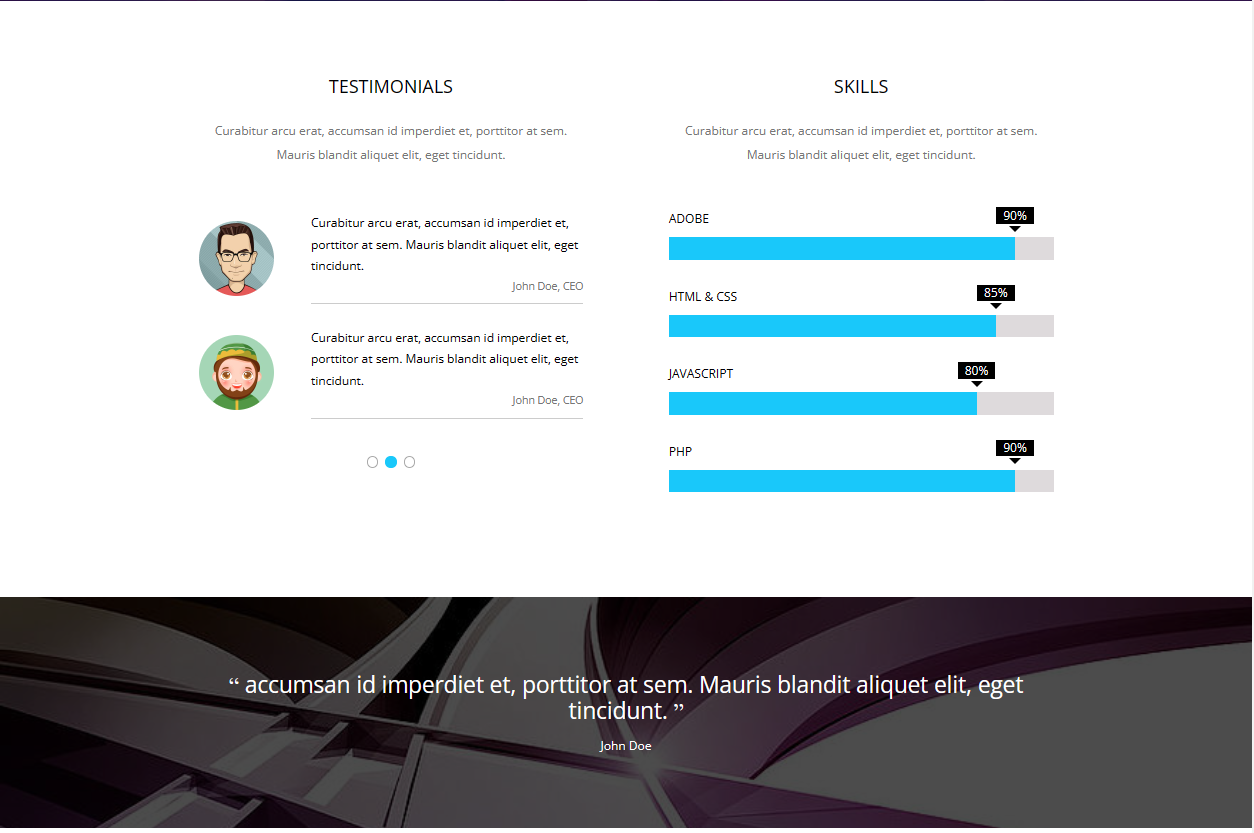 TESTIMONIALS
Curabitur arcu erat, accumsan id imperdiet et, porttitor at sem.
Mauris blandit aliquet elit, eget tincidunt.
Curabitur arcu erat, accumsan id imperdiet et,
porttitor at sem. Mauris blandit aliquet elit, eget
tincidunt.
John Doe, CEO
Curabitur arcu erat, accumsan id imperdiet et,
porttitor at sem. Mauris blandit aliquet elit, eget
tincidunt.
John Doe, CEO
SKILLS
Curabitur arcu erat, accumsan id imperdiet et, porttitor at sem.
Mauris blandit aliquet elit, eget tincidunt.
ADOBE 90%
HTML & CSS 85%
JAVASCRIPT 80%
PHP 90%
“ accumsan id imperdiet et, porttitor at sem. Mauris blandit aliquet elit, eget
tincidunt. ”
John Doe